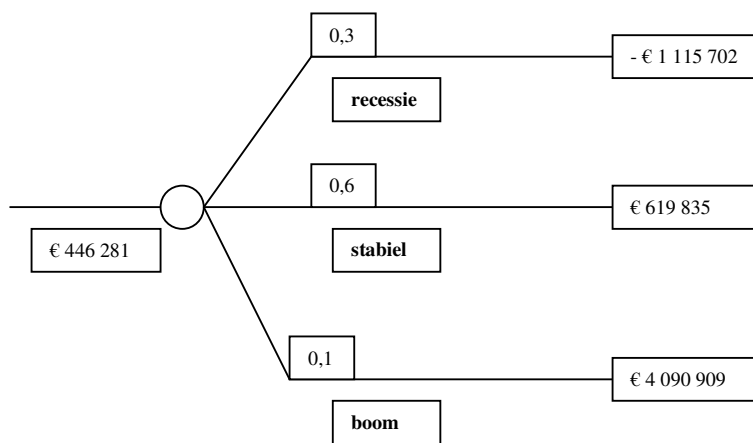 0,3
- € 1 115 702
recessie
0,6
€ 619 835
€ 446 281
stabiel
0,1
€ 4 090 909
boom